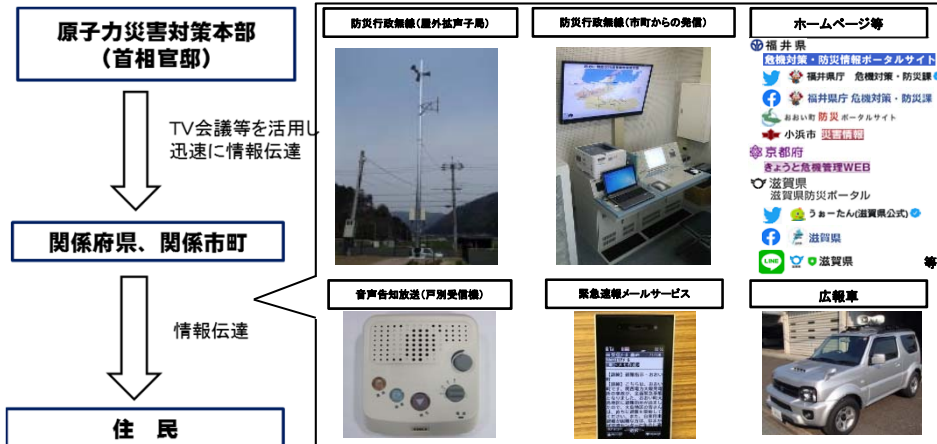 原子力災害対策本部
(首相官邸)
TV会議等を活用し
迅速に情報伝達
関係府県、関係市町
情報伝達
住　民
防災行政無線(屋外拡声子局)
防災行政無線(市町からの発信)
ホームページ等
福井県
危機対策・防災情報ポータルサイト
福井県庁　危機対策・防災課
福井県庁 危機対策・防災課
おおい町 防災 ポータルサイト
小浜市 災害情報
京都府
きょうと危機管理WEB
滋賀県
滋賀県防災ポータル
うぉーたん(滋賀県公式)
滋賀県
LINE
滋賀県
等
音声告知放送(戸別受信機)
緊急速報メールサービス
広報車